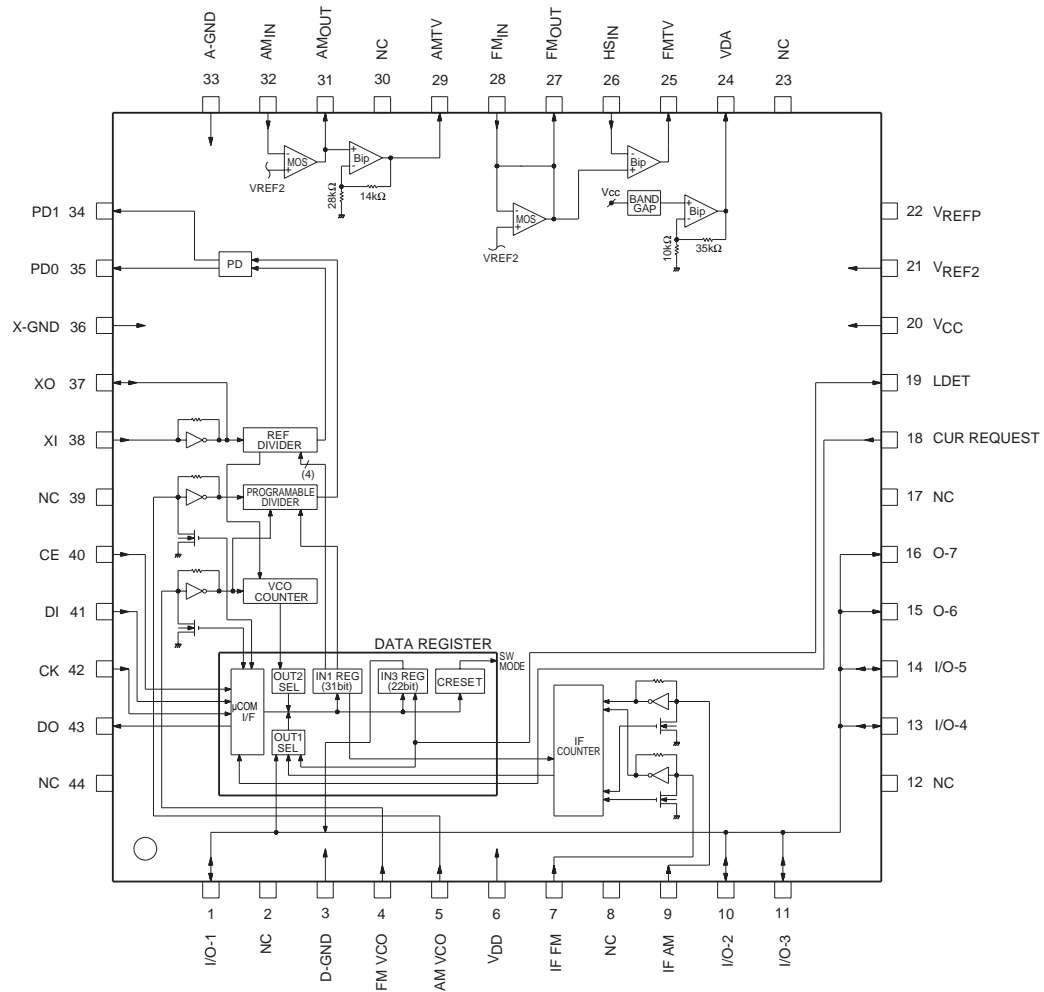 A-GND
AMIN
AMOUT
NC
AMTV
FMIN
FMOUT
HSIN
FMTV
VDA
NC
33
32
31
30
29
28
27
26
25
24
23
MOS
VREF2
Bip
28kΩ
14kΩ
MOS
VREF2
Bip
Vcc
BAND
GAP
Bip
10kΩ
35kΩ
PD1 34
PD0 35
X-GND 36
XO 37
XI 38
NC 39
CE 40
DI 41
CK 42
DO 43
NC 44
PD
REF
DIVIDER
(4)
PROGRAMABLE
DIVIDER
VCO
COUNTER
DATA REGISTER
SW
MODE
µCOM
I/F
OUT2
SEL
IN1 REG
(31bit)
IN3 REG
(22bit)
CRESET
OUT1
SEL
IF
COUNTER
22 VREFP
21 VREF2
20 VCC
19 LDET
18 CUR REQUEST
17 NC
16 O-7
15 O-6
14 I/O-5
13 I/O-4
12 NC
1
2
3
4
5
6
7
8
9
10
11
I/O-1
NC
D-GND
FM VCO
AM VCO
VDD
IF FM
NC
IF AM
I/O-2
I/O-3